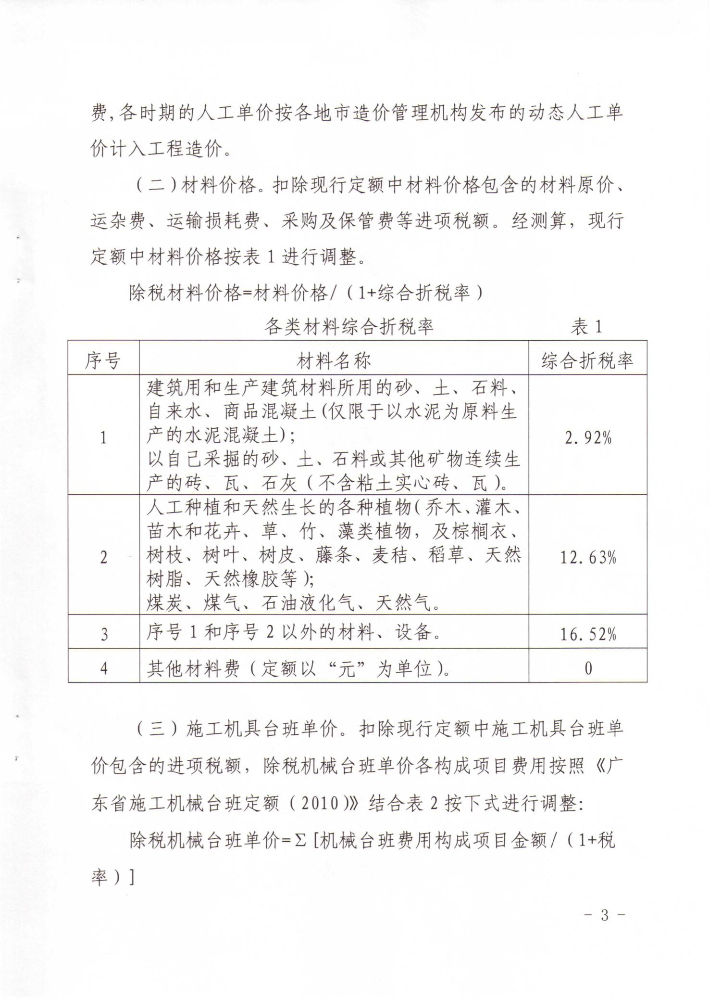 费,各时期的人工单价按各地市造价管理机构发布的动态人工单
价计入工程造价。
（二）材料价格。扣除现行定额中材料价格包含的材料原价、
运杂费、运输损耗费、采购及保管费等进项税额。经测算，现行
定额中材料价格按表 1 进行调整。
除税材料价格=材料价格/（1+综合折税率）
各类材料综合折税率 表 1
序号 材料名称 综合折税率
建筑用和生产建筑材料所用的砂、土、石料、
自来水、商品混凝土(仅限于以水泥为原料生
产的水泥混凝土)；
1 2.92%
以自己采掘的砂、土、石料或其他矿物连续生
产的砖、瓦、石灰（不含粘土实心砖、瓦）。
人工种植和天然生长的各种植物（乔木、灌木、
苗木和花卉、草、竹、藻类植物，及棕榈衣、
树枝、树叶、树皮、藤条、麦秸、稻草、天然
2 12.63%
树脂、天然橡胶等）；
煤炭、煤气、石油液化气、天然气。
3 序号 1 和序号 2 以外的材料、设备。 16.52%
4 其他材料费（定额以“元”为单位）。 0
（三）施工机具台班单价。扣除现行定额中施工机具台班单
价包含的进项税额，除税机械台班单价各构成项目费用按照《广
东省施工机械台班定额（2010）》结合表 2 按下式进行调整：
除税机械台班单价=Σ［机械台班费用构成项目金额/（1+税
率）］
- 3 -